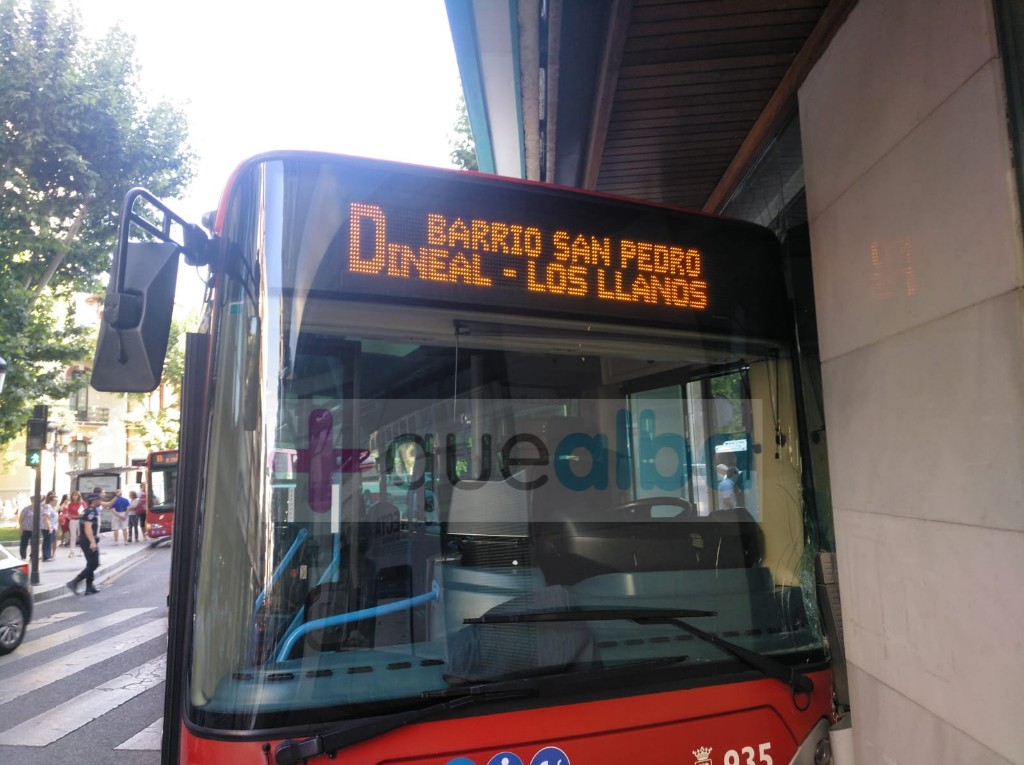 BARRIO SAN PEDRO
DINEAL - LOS LLANOS
+quealba
935